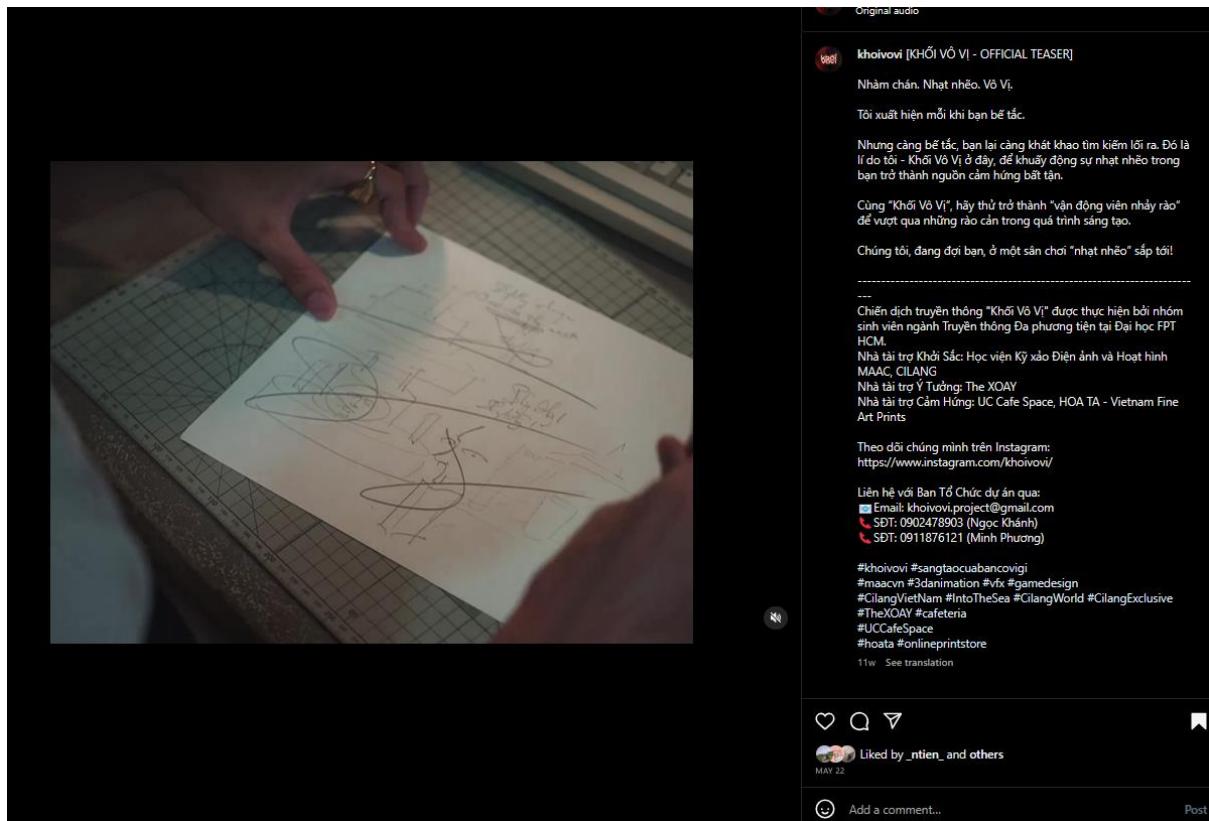 Original audio
khoivovi [KHỐI VÔ VỊ - OFFICIAL TEASER]
Nhàm chán. Nhạt nhẽo. Vô Vị.
Tôi xuất hiện mỗi khi bạn bế tắc.
Nhưng càng bế tắc, bạn lại càng khát khao tìm kiếm lối ra. Đó là
lí do tôi - Khối Vô Vị ở đây, để khuấy động sự nhạt nhẽo trong
bạn trở thành nguồn cảm hứng bất tận.
Cùng “Khối Vô Vị”, hãy thử trở thành “vận động viên nhảy rào”
để vượt qua những rào cản trong quá trình sáng tạo.
Chúng tôi, đang đợi bạn, ở một sân chơi “nhạt nhẽo” sắp tới!
-----------------------------------------------------------------------
---
Chiến dịch truyền thông "Khối Vô Vị" được thực hiện bởi nhóm
sinh viên ngành Truyền thông Đa phương tiện tại Đại học FPT
HCM.
Nhà tài trợ Khởi Sắc: Học viện Kỹ xảo Điện ảnh và Hoạt hình
MAAC, CILANG
Nhà tài trợ Ý Tưởng: The XOAY
Nhà tài trợ Cảm Hứng: UC Cafe Space, HOA TA - Vietnam Fine
Art Prints
Theo dõi chúng mình trên Instagram:
https://www.instagram.com/khoivovi/
Liên hệ với Ban Tổ Chức dự án qua:
📧Email: khoivovi.project@gmail.com
📞SĐT: 0902478903 (Ngọc Khánh)
📞SĐT: 0911876121 (Minh Phương)
#khoivovi #sangtaocuabancovigi
#maacvn #3danimation #vfx #gamedesign
#CilangVietNam #IntoTheSea #CilangWorld #CilangExclusive
#TheXOAY #cafeteria
#UCCafeSpace
#hoata #onlineprintstore
11w See translation
Liked by _ntien_ and others
MAY 22
Add a comment... Post